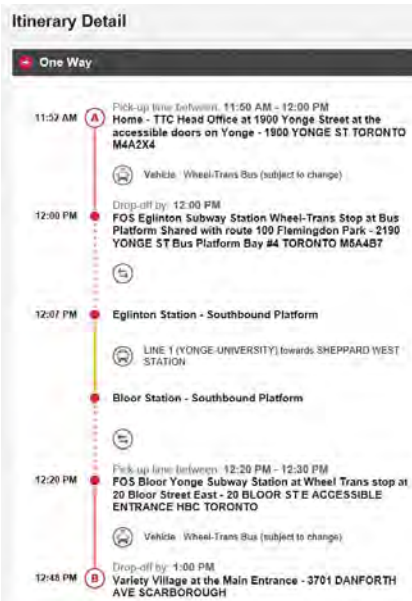 Itinerary Detail
One Way
Pick-up time between: 11:50 AM - 12:00 PM
11:52 AM A Home - TTC Head Office at 1900 Yonge Street at the
accessible doors on Yonge - 1900 YONGE ST TORONTO
M4A2X4
Vehicle Wheel-Trans Bus (subject to change)
Drop-off by: 12:00 PM
12:00 PM FOS Eglinton Subway Station Wheel-Trans Stop at Bus
Platform Shared with route 100 Flemingdon Park - 2190
YONGE ST Bus Platform Bay #4 TORONTO M5A4B7
12:07 PM Eglinton Station - Southbound Platform
LINE 1 (YONGE-UNIVERSITY) towards SHEPPARD WEST
STATION
Bloor Station - Southbound Platform
Pick-up time between: 12:20 PM - 12:30 PM
12:20 PM FOS Bloor Yonge Subway Station at Wheel Trans stop at
20 Bloor Street East - 20 BLOOR ST E ACCESSIBLE
ENTRANCE HBC TORONTO
Vehicle Wheel-Trans Bus (subject to change)
Drop-off by: 1:00 PM
12:48 PM B Variety Village at the Main Entrance - 3701 DANFORTH
AVE SCARBOROUGH